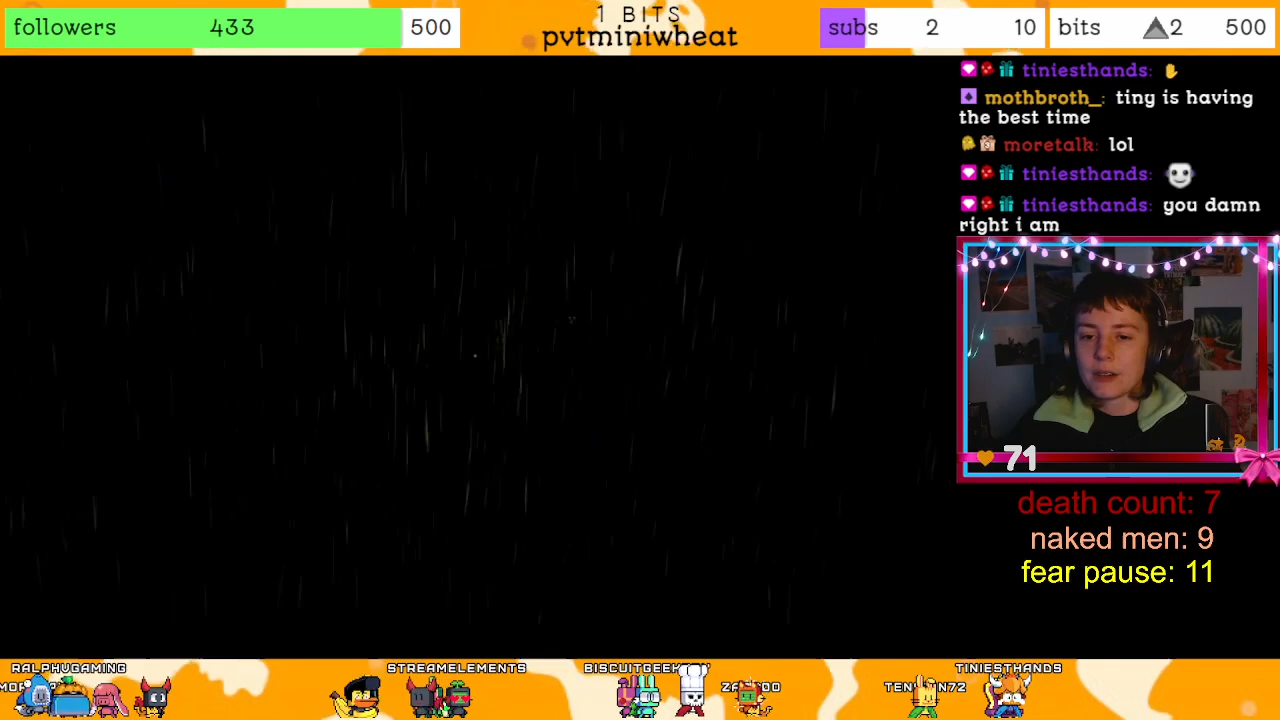 followers 433 500
1 BITS
pvtminiwheat
subs 2 10
bits 2 500
tiniesthands:
mothbroth_: tiny is having
the best time
moretalk: lol
tiniesthands:
tiniesthands: you damn
right i am
71
death count: 7
naked men: 9
fear pause: 11
RALPHVGAMING
STREAMELEMENTS
TINIESTHANDS